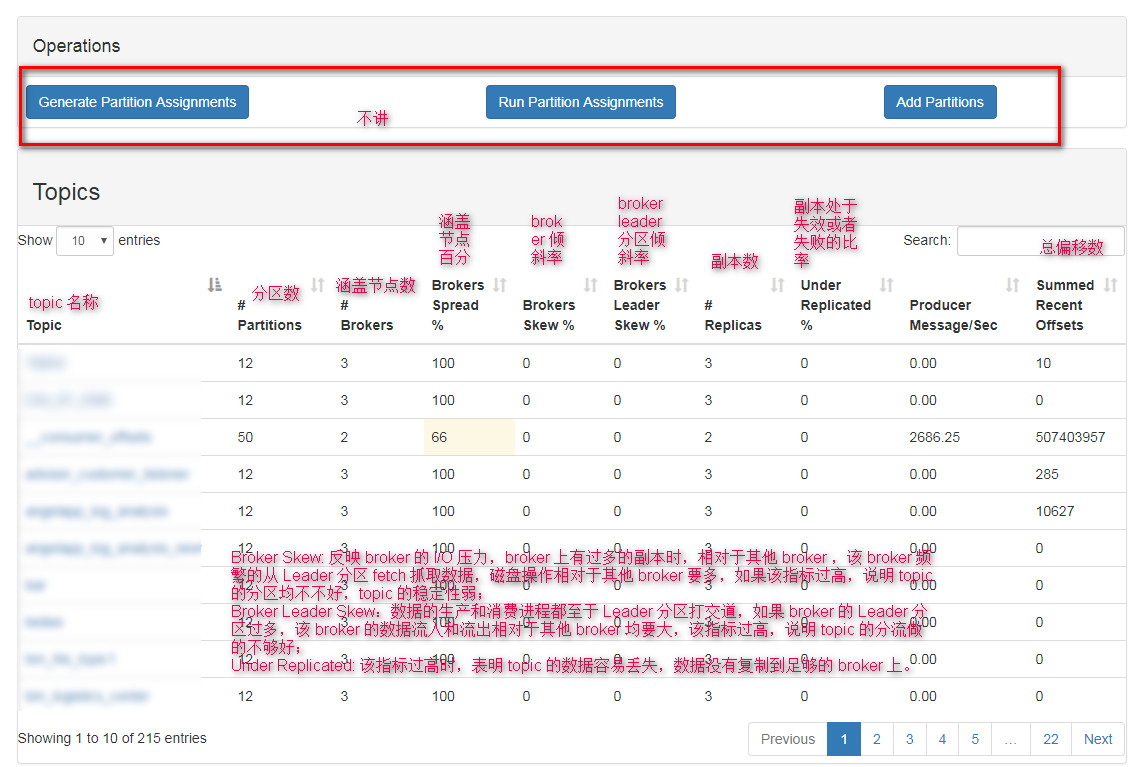 Operations
Generate Partition Assignments
不讲
Run Partition Assignments
Add Partitions
Topics
Show 10 entries
Search:
总偏移数
topic 名称
Topic
分区数
# Partitions
涵盖节点数
# Brokers
涵盖
节点
百分
Brokers
Spread
%
brok
er 倾
斜率
Brokers
Skew %
broker
leader
分区倾
斜率
Brokers
Leader
Skew %
副本数
#
Replicas
副本处于
失效或者
失败的比
率
Under
Replicated
%
Producer
Message/Sec
Summed
Recent
Offsets
12 3 100 0 0 3 0 0.00 10
12 3 100 0 0 3 0 0.00 0
__consumer_offsets 50 2 66 0 0 2 0 2686.25 507403957
12 3 100 0 0 3 0 0.00 285
12 3 100 0 0 3 0 0.00 10627
12 3 100 0 0 3 0 0.00 0
12 3 100 0 0 3 0 0.00 0
12 3 100 0 0 3 0 0.00 0
12 3 100 0 0 3 0 0.00 0
12 3 100 0 0 3 0 0.00 0
Broker Skew: 反映 broker 的 I/O 压力，broker 上有过多的副本时，相对于其他 broker ，该 broker 频
繁的从 Leader 分区 fetch 抓取数据，磁盘操作相对于其他 broker 要多，如果该指标过高，说明 topic
的分区均不不好，topic 的稳定性弱；
Broker Leader Skew：数据的生产和消费进程都至于 Leader 分区打交道，如果 broker 的 Leader 分
区过多，该 broker 的数据流入和流出相对于其他 broker 均要大，该指标过高，说明 topic 的分流做
的不够好；
Under Replicated: 该指标过高时，表明 topic 的数据容易丢失，数据没有复制到足够的 broker 上。
Showing 1 to 10 of 215 entries
Previous 1 2 3 4 5 … 22 Next